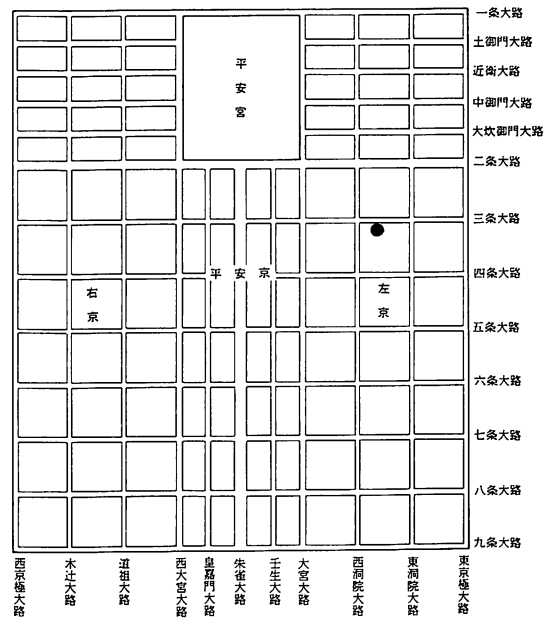 一条大路
土御門大路
近衛大路
中御門大路
大炊御門大路
二条大路
三条大路
四条大路
五条大路
六条大路
七条大路
八条大路
九条大路
平安宮
平安京
右京
左京
西京極大路
木辻大路
道祖大路
西大宮大路
皇嘉門大路
朱雀大路
壬生大路
大宮大路
西洞院大路
東洞院大路
東京極大路